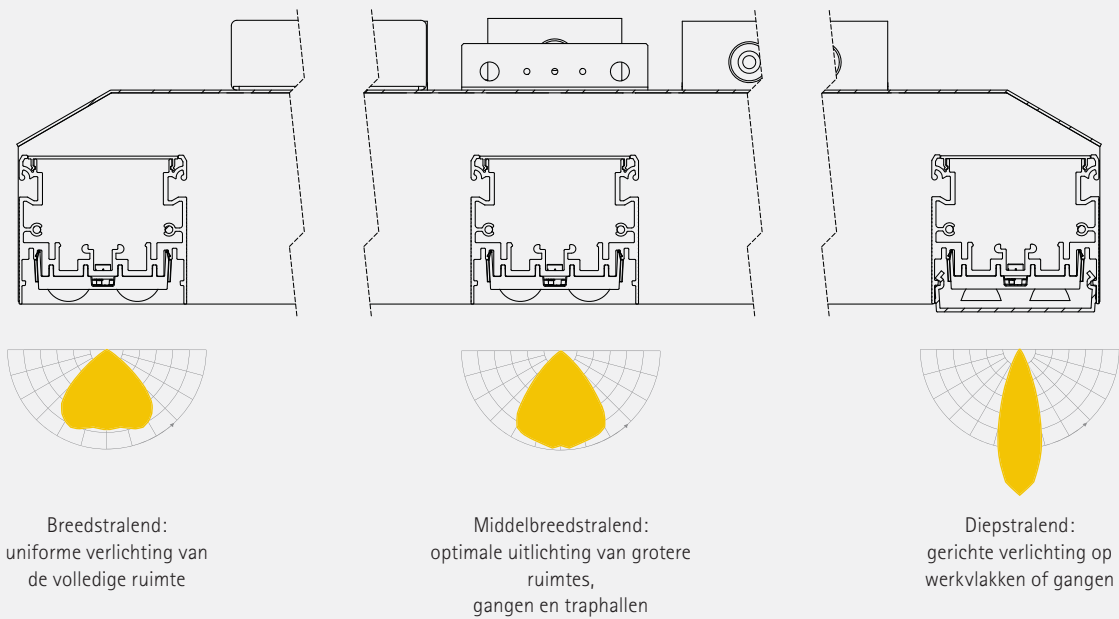 Breedstralend:
uniforme verlichting van
de volledige ruimte
Middelbreedstralend:
optimale uitlichting van grotere
ruimtes,
gangen en traphallen
Diepstralend:
gerichte verlichting op
werkvlakken of gangen